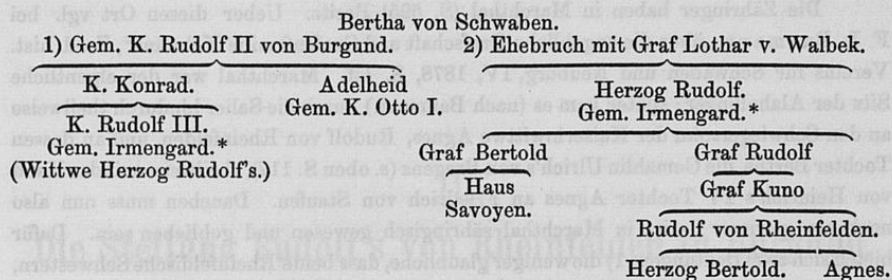 Bertha von Schwaben.
1) Gem. K. Rudolf II von Burgund. 2) Ehebruch mit Graf Lothar v. Walbek.
K. Konrad. Adelheid Herzog Rudolf.
Gem. K. Otto I. Gem. Irmengard.*
K. Rudolf III.
Gem. Irmengard.* Graf Bertold Graf Rudolf
(Wittwe Herzog Rudolf's.)
Haus Graf Kuno
Savoyen.
Rudolf von Rheinfelden.
Herzog Bertold. Agnes